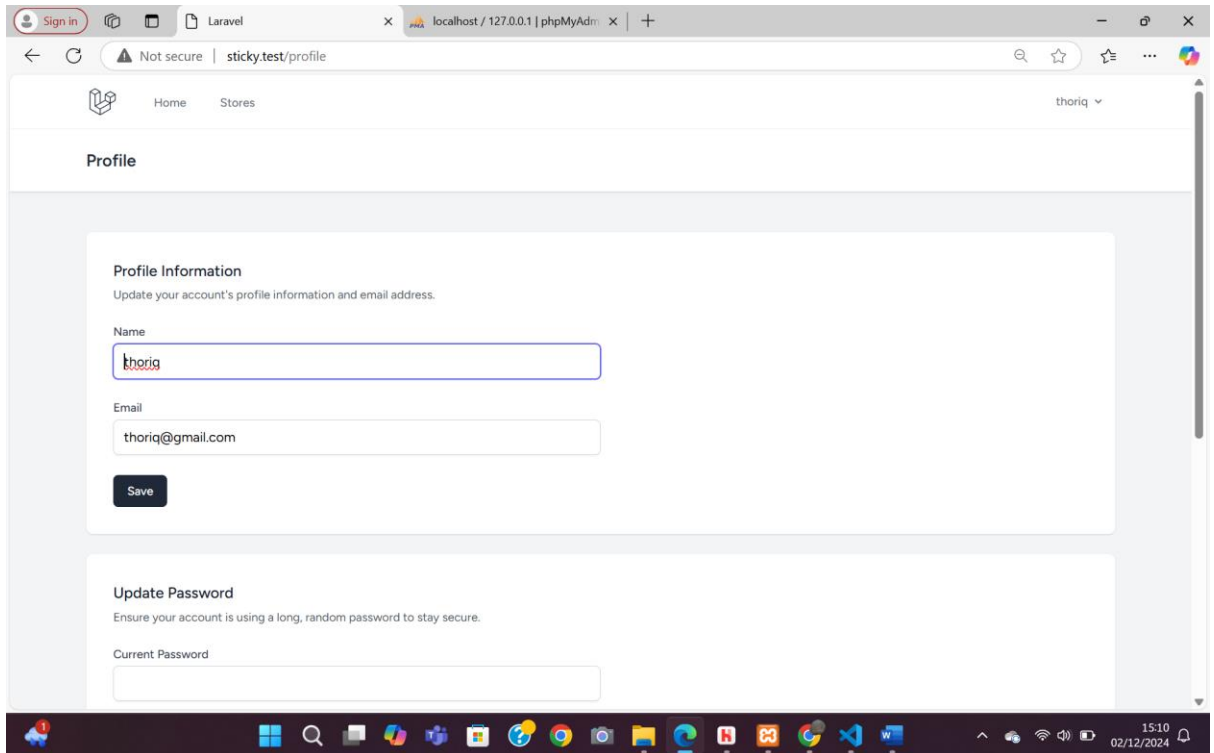 Sign in
Laravel
localhost / 127.0.0.1 | phpMyAdm
Not secure | sticky.test/profile
Home Stores thoriq
Profile
Profile Information
Update your account's profile information and email address.
Name
thoriq
Email
thoriq@gmail.com
Save
Update Password
Ensure your account is using a long, random password to stay secure.
Current Password
15:10
02/12/2024